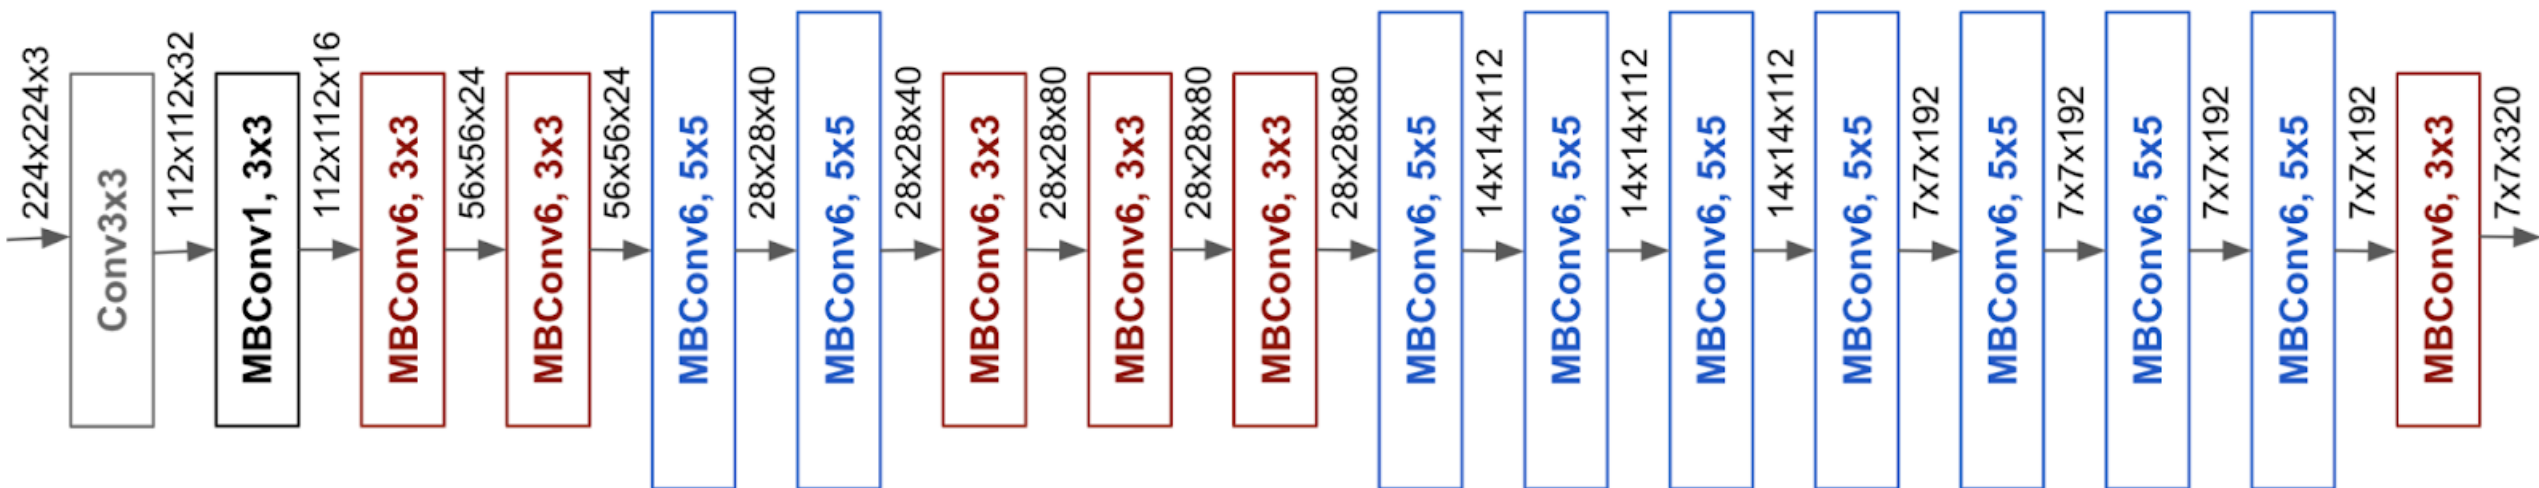 224x224x3
Conv3x3
112x112x32
MBConv1, 3x3
112x112x16
MBConv6, 3x3
56x56x24
MBConv6, 3x3
56x56x24
MBConv6, 5x5
28x28x40
MBConv6, 5x5
28x28x40
MBConv6, 3x3
28x28x80
MBConv6, 3x3
28x28x80
MBConv6, 3x3
28x28x80
MBConv6, 5x5
14x14x112
MBConv6, 5x5
14x14x112
MBConv6, 5x5
14x14x112
MBConv6, 5x5
7x7x192
MBConv6, 5x5
7x7x192
MBConv6, 5x5
7x7x192
MBConv6, 5x5
7x7x192
MBConv6, 3x3
7x7x320